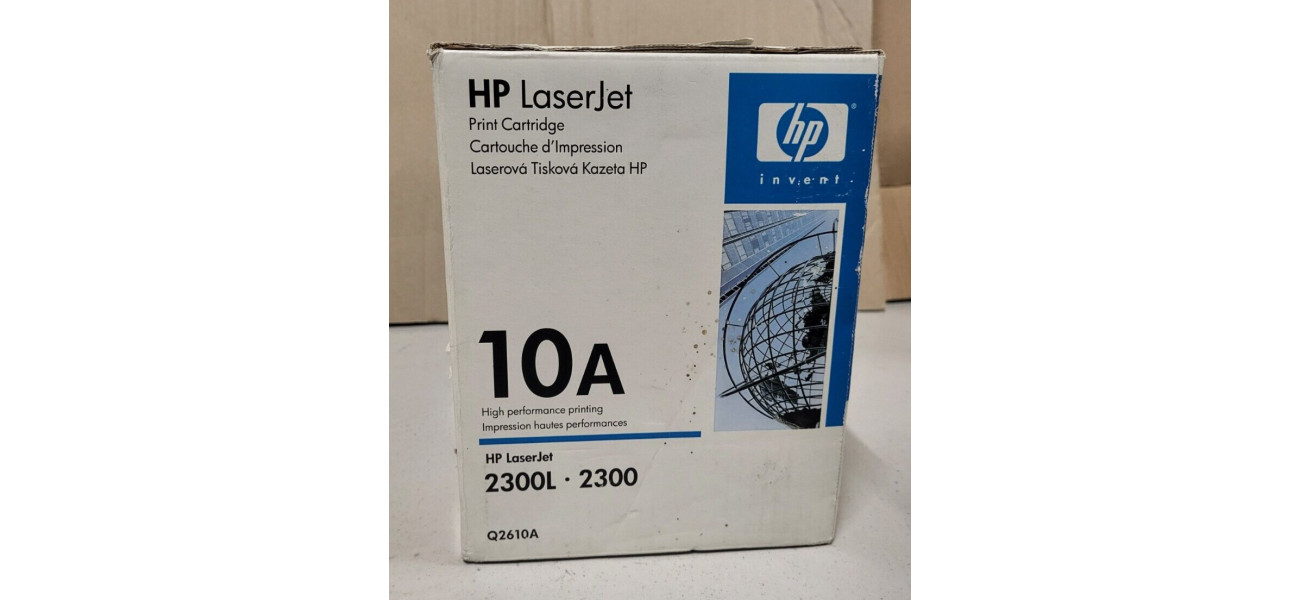 HP LaserJet
Print Cartridge
Cartouche d'Impression
Laserová Tisková Kazeta HP
hp
®
invent
10A
High performance printing
Impression hautes performances
HP LaserJet
2300L · 2300
Q2610A